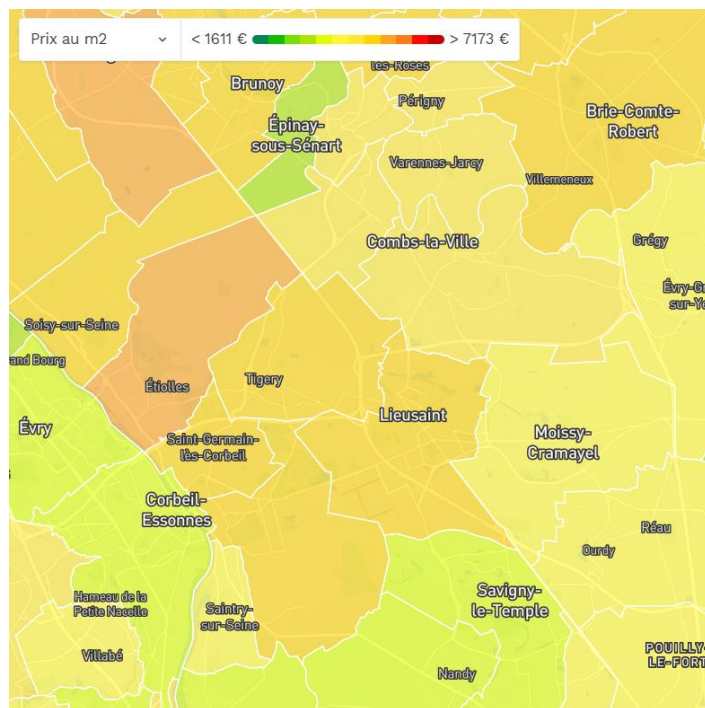 Prix au m2
< 1611 €
> 7173 €
les-Roses
Brunoy
Périgny
Brie-Comte-
Robert
Épinay-
sous-Sénart
Varennes-Jarcy
Villemeneux
Combs-la-Ville
Grégy
Évry-Gr
sur-Ye
Soisy-sur-Seine
and Bourg
Étiolles
Tigery
Lieusaint
Évry
Saint-Germain-
lès-Corbeil
Moissy-
Cramayel
Corbeil-
Essonnes
Réau
Ourdy
Hameau de la
Petite Nacelle
Saintry-
sur-Seine
Savigny-
le-Temple
Villabé
Nandy
POUILLY-
LE-FORT